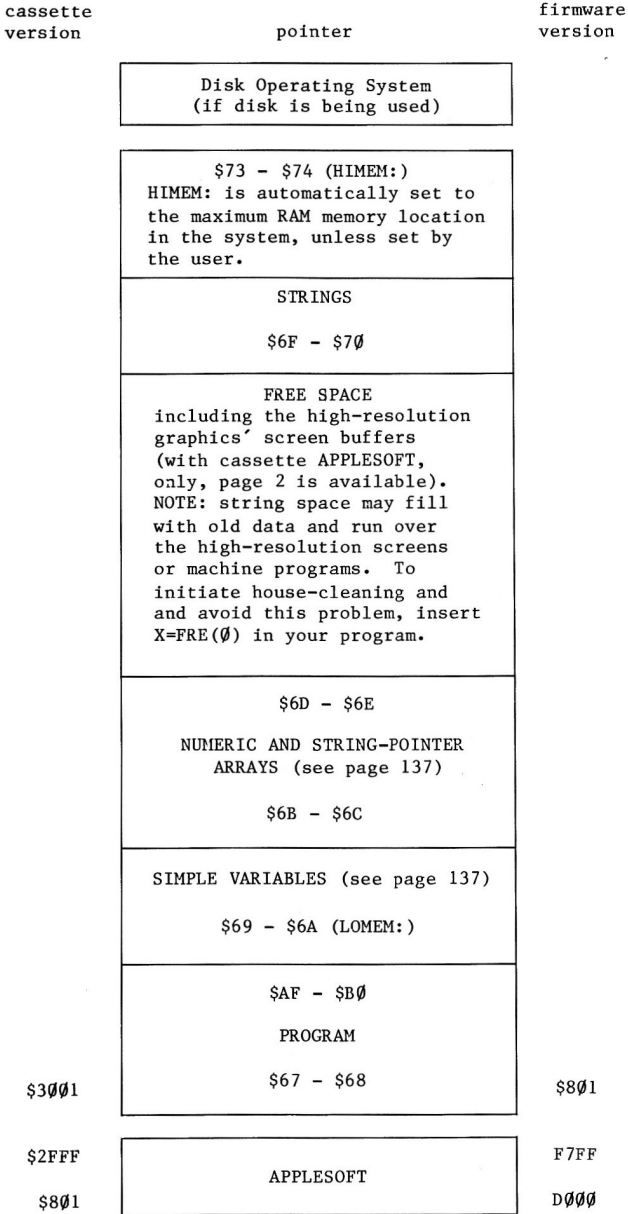 cassette firmware
version pointer version
Disk Operating System
(if disk is being used)
$73 - $74 (HIMEM:)
HIMEM: is automatically set to
the maximum RAM memory location
in the system, unless set by
the user.
STRINGS
$6F - $7Ø
FREE SPACE
including the high-resolution
graphics´ screen buffers
(with cassette APPLESOFT,
only, page 2 is available).
NOTE: string space may fill
with old data and run over
the high-resolution screens
or machine programs. To
initiate house-cleaning and
and avoid this problem, insert
X=FRE(Ø) in your program.
$6D - $6E
NUMERIC AND STRING-POINTER
ARRAYS (see page 137)
$6B - $6C
SIMPLE VARIABLES (see page 137)
$69 - $6A (LOMEM:)
$AF - $BØ
PROGRAM
$3ØØ1 $67 - $68 $8Ø1
$2FFF F7FF
APPLESOFT
$8Ø1 DØØØ